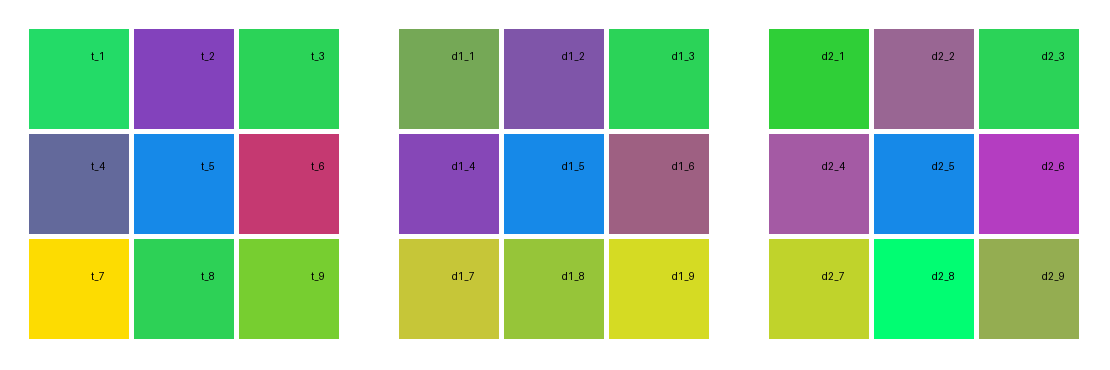 t_1 t_2 t_3 d1_1 d1_2 d1_3 d2_1 d2_2 d2_3
t_4 t_5 t_6 d1_4 d1_5 d1_6 d2_4 d2_5 d2_6
t_7 t_8 t_9 d1_7 d1_8 d1_9 d2_7 d2_8 d2_9